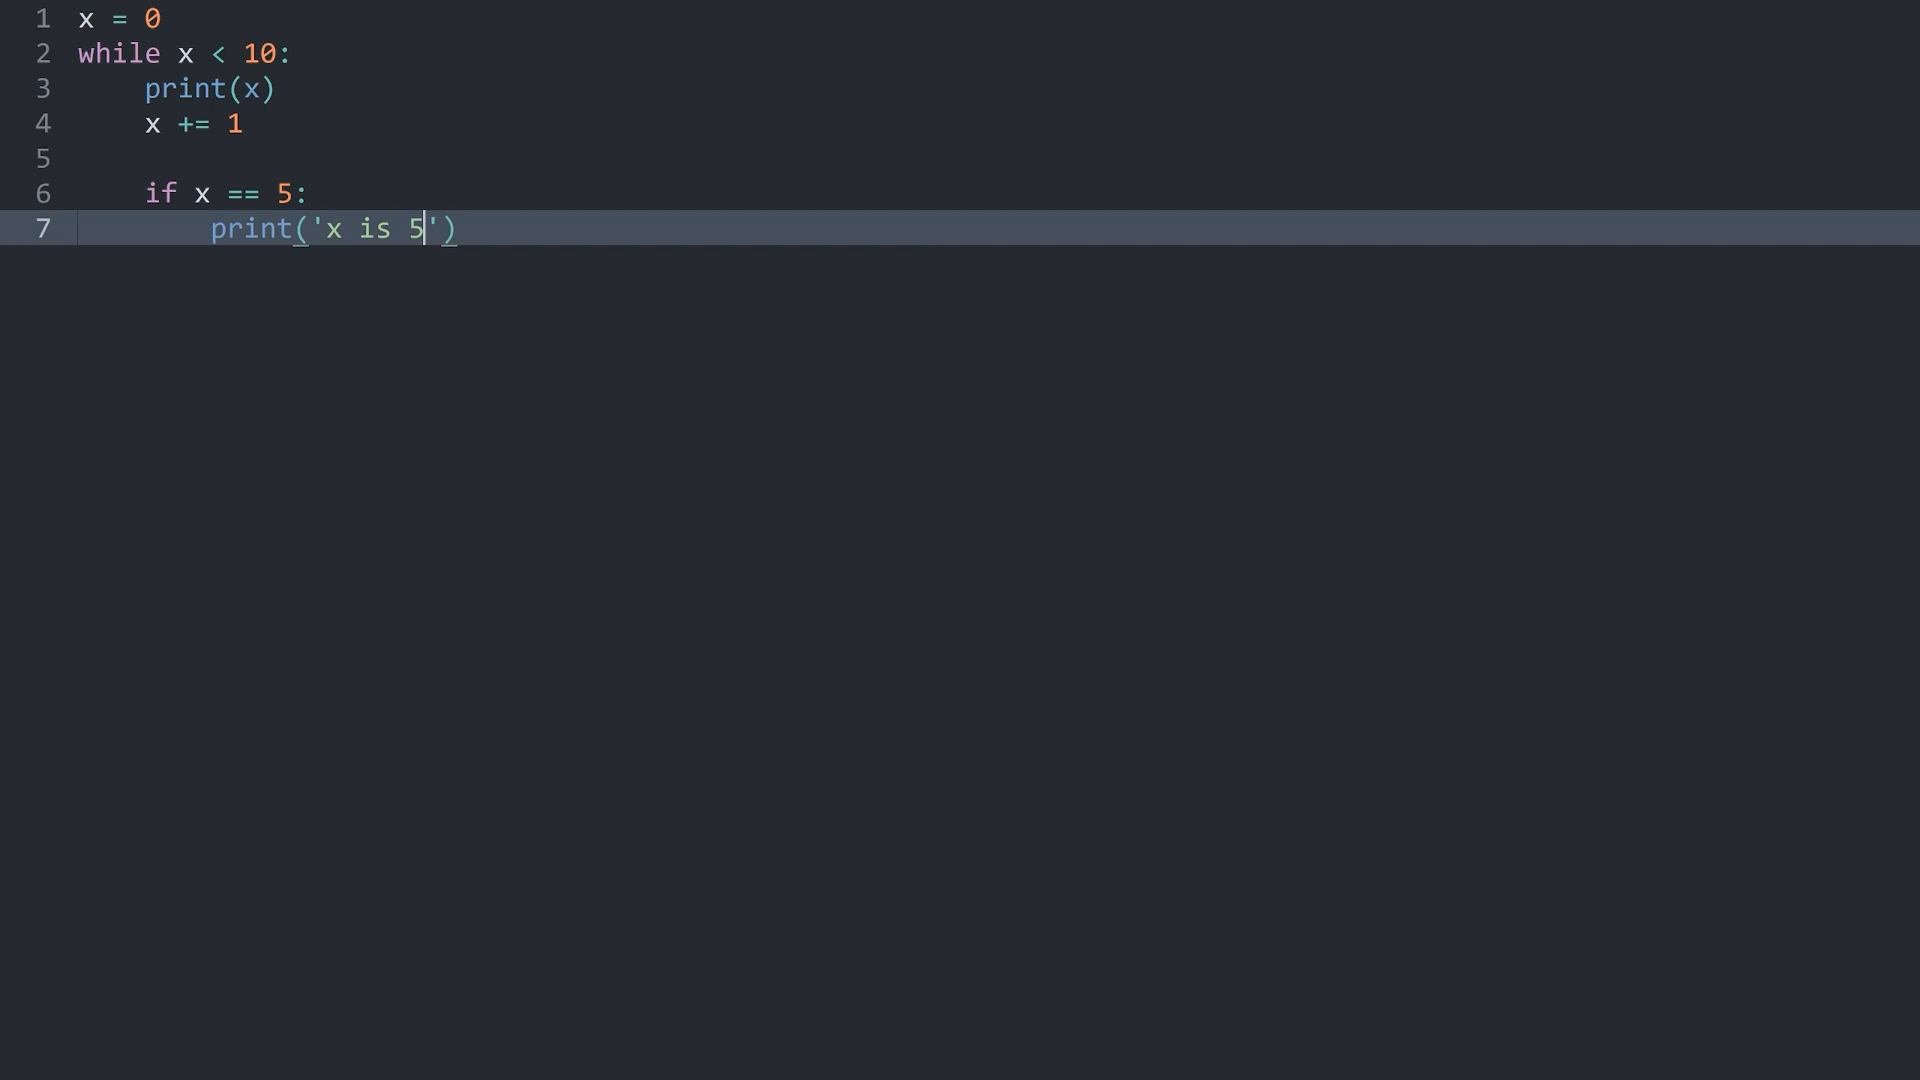 1 x = 0
2 while x < 10:
3     print(x)
4     x += 1
5
6     if x == 5:
7         print('x is 5')